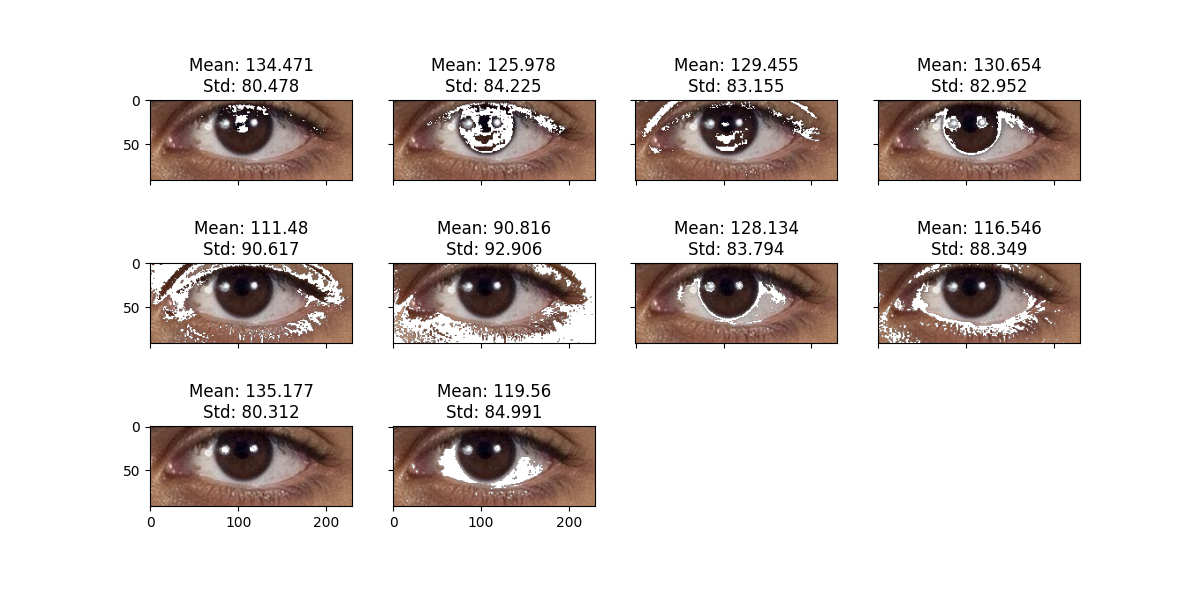 Mean: 134.471
Std: 80.478
Mean: 125.978
Std: 84.225
Mean: 129.455
Std: 83.155
Mean: 130.654
Std: 82.952
0
50
Mean: 111.48
Std: 90.617
Mean: 90.816
Std: 92.906
Mean: 128.134
Std: 83.794
Mean: 116.546
Std: 88.349
0
50
Mean: 135.177
Std: 80.312
Mean: 119.56
Std: 84.991
0
50
0
100
200
0
100
200